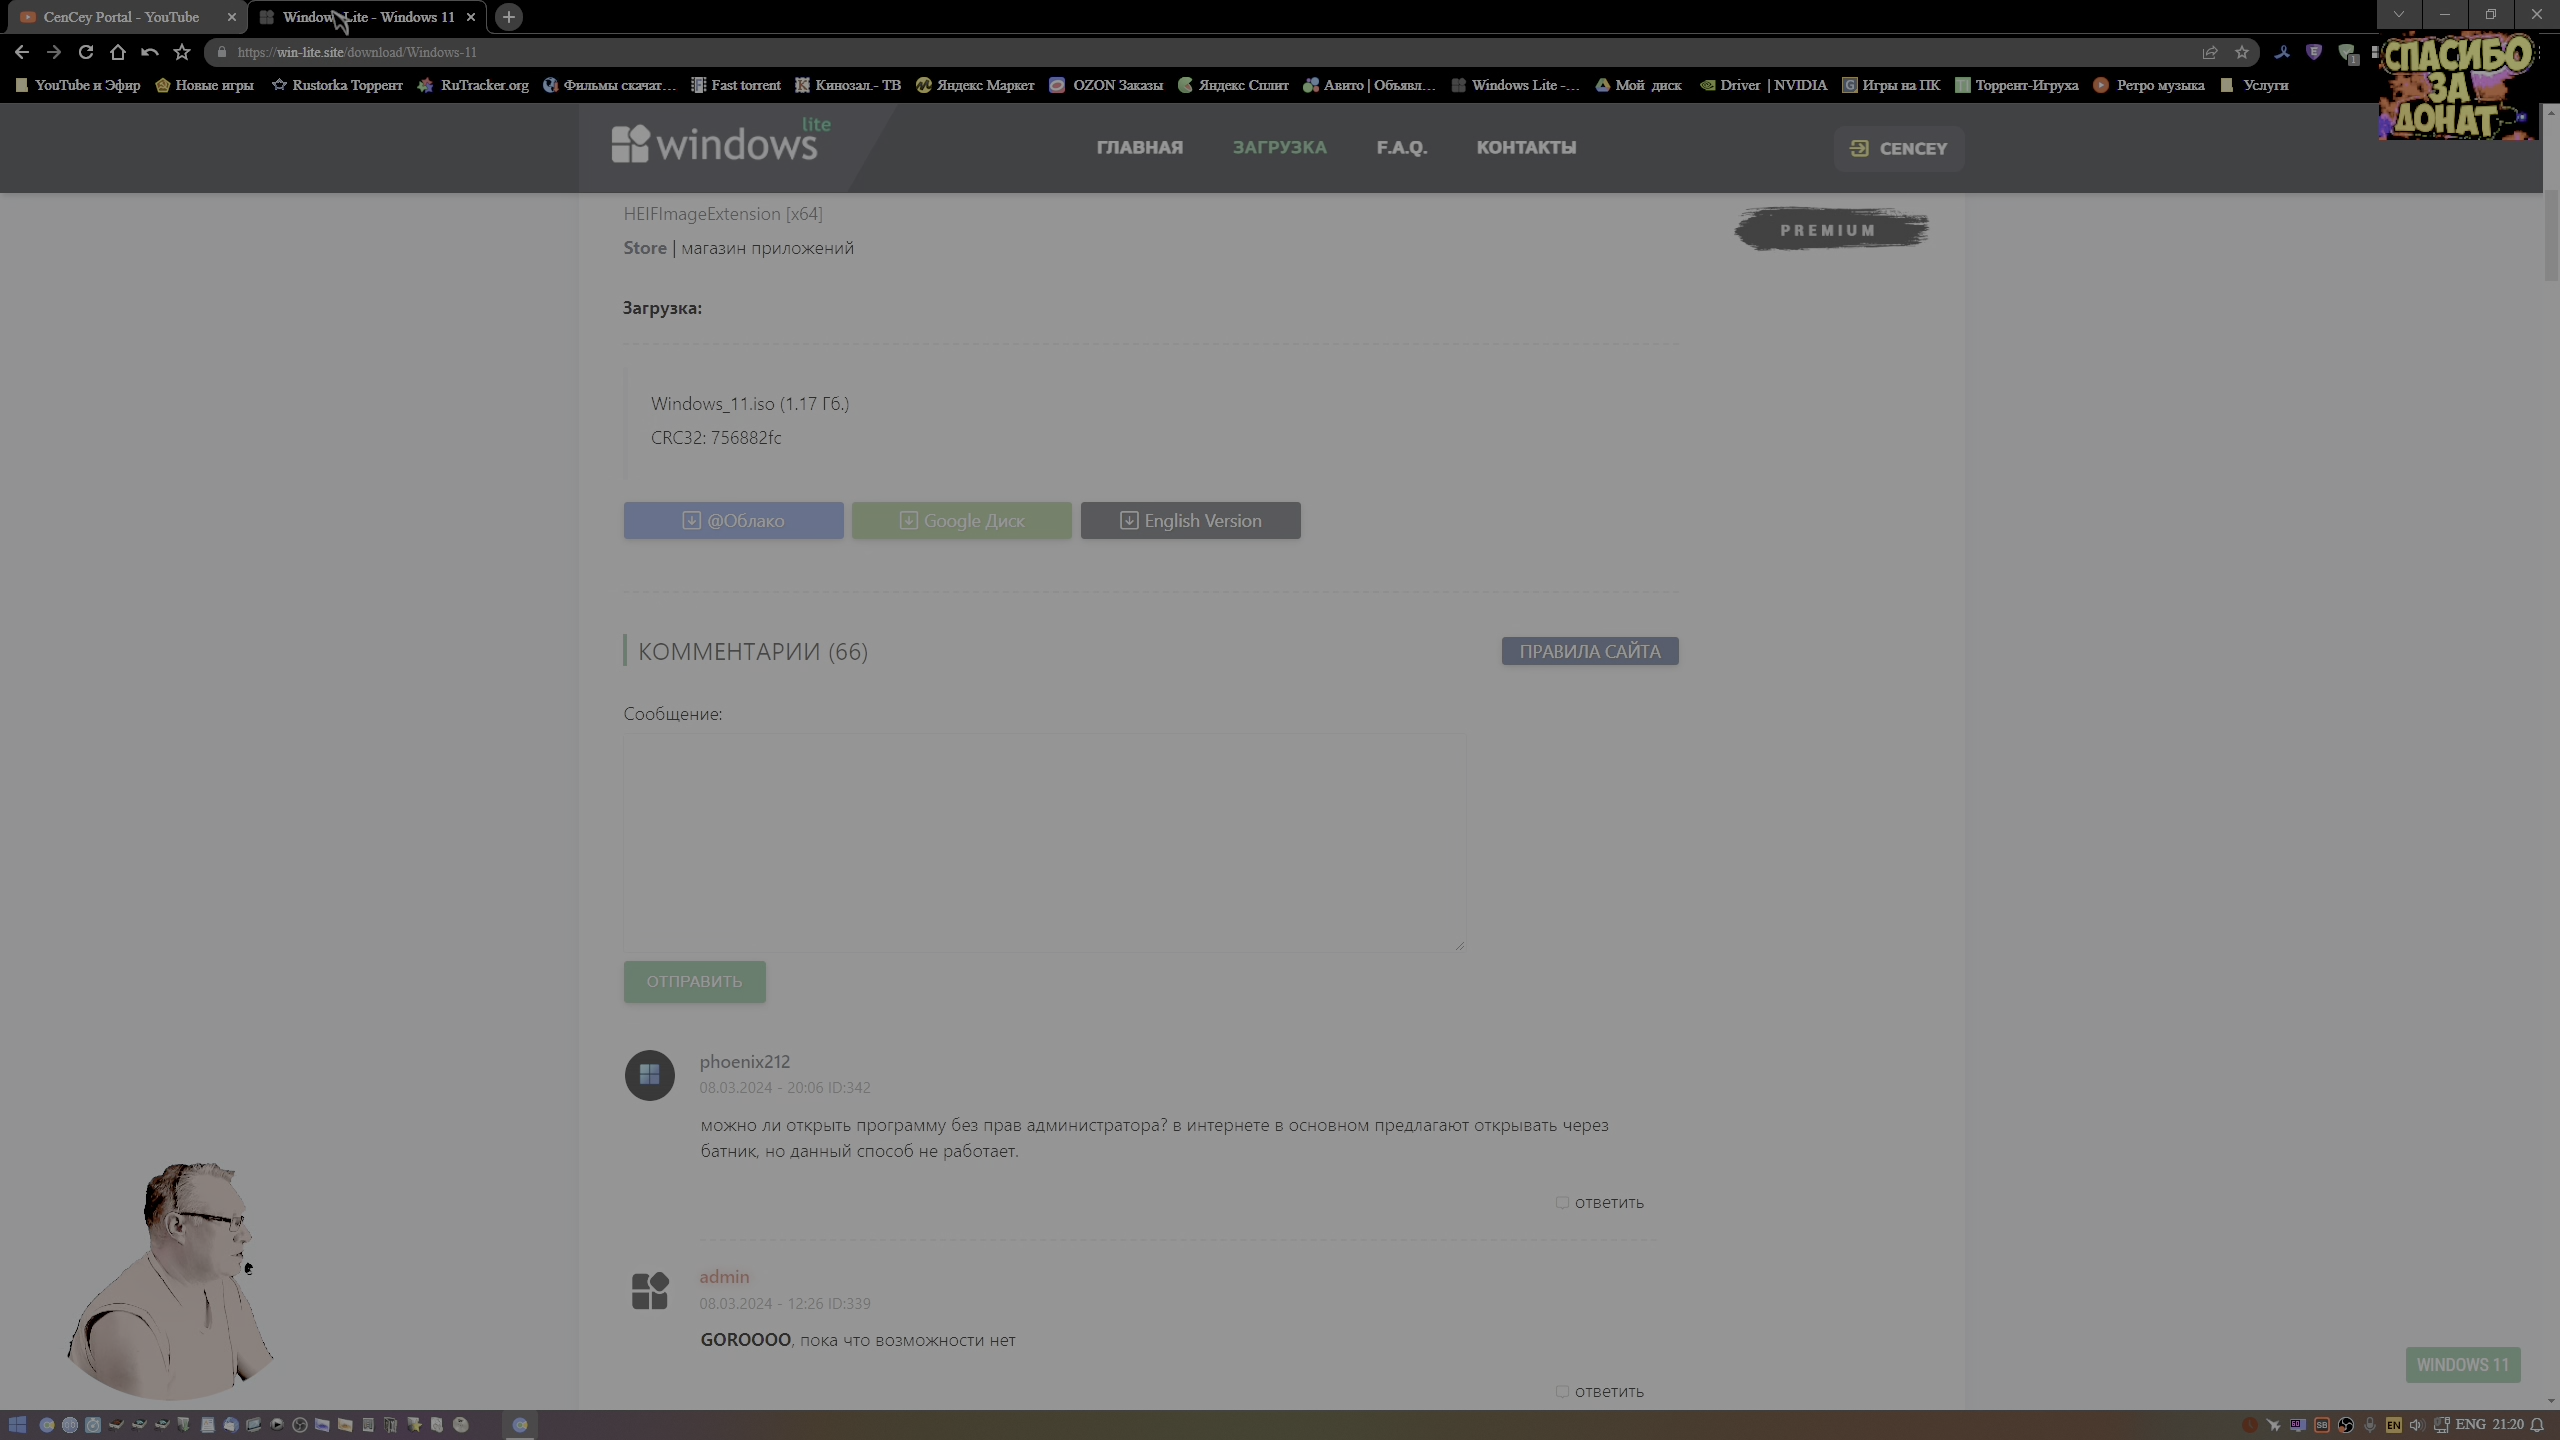 CenCey Portal - YouTube
Windows Lite - Windows 11
https://win-lite.site/download/Windows-11
YouTube и Эфир
Новые игры
Rustorka Торрент
RuTracker.org
Фильмы скачат...
Fast torrent
Кинозал.- ТВ
Яндекс Маркет
OZON Заказы
Яндекс Сплит
Авито | Объявл...
Windows Lite -...
Мой диск
Driver | NVIDIA
Игры на ПК
Торрент-Игруха
Ретро музыка
Услуги
СПАСИБО
ЗА
ДОНАТ
windows lite
ГЛАВНАЯ
ЗАГРУЗКА
F.A.Q.
КОНТАКТЫ
CENCEY
HEIFImageExtension [x64]
PREMIUM
Store | магазин приложений
Загрузка:
Windows_11.iso (1.17 Гб.)
CRC32: 756882fc
@Облако
Google Диск
English Version
КОММЕНТАРИИ (66)
ПРАВИЛА САЙТА
Сообщение:
ОТПРАВИТЬ
phoenix212
08.03.2024 - 20:06 ID:342
можно ли открыть программу без прав администратора? в интернете в основном предлагают открывать через
батник, но данный способ не работает.
ответить
admin
08.03.2024 - 12:26 ID:339
GOROOOO, пока что возможности нет
WINDOWS 11
ответить
EN
ENG
21:20